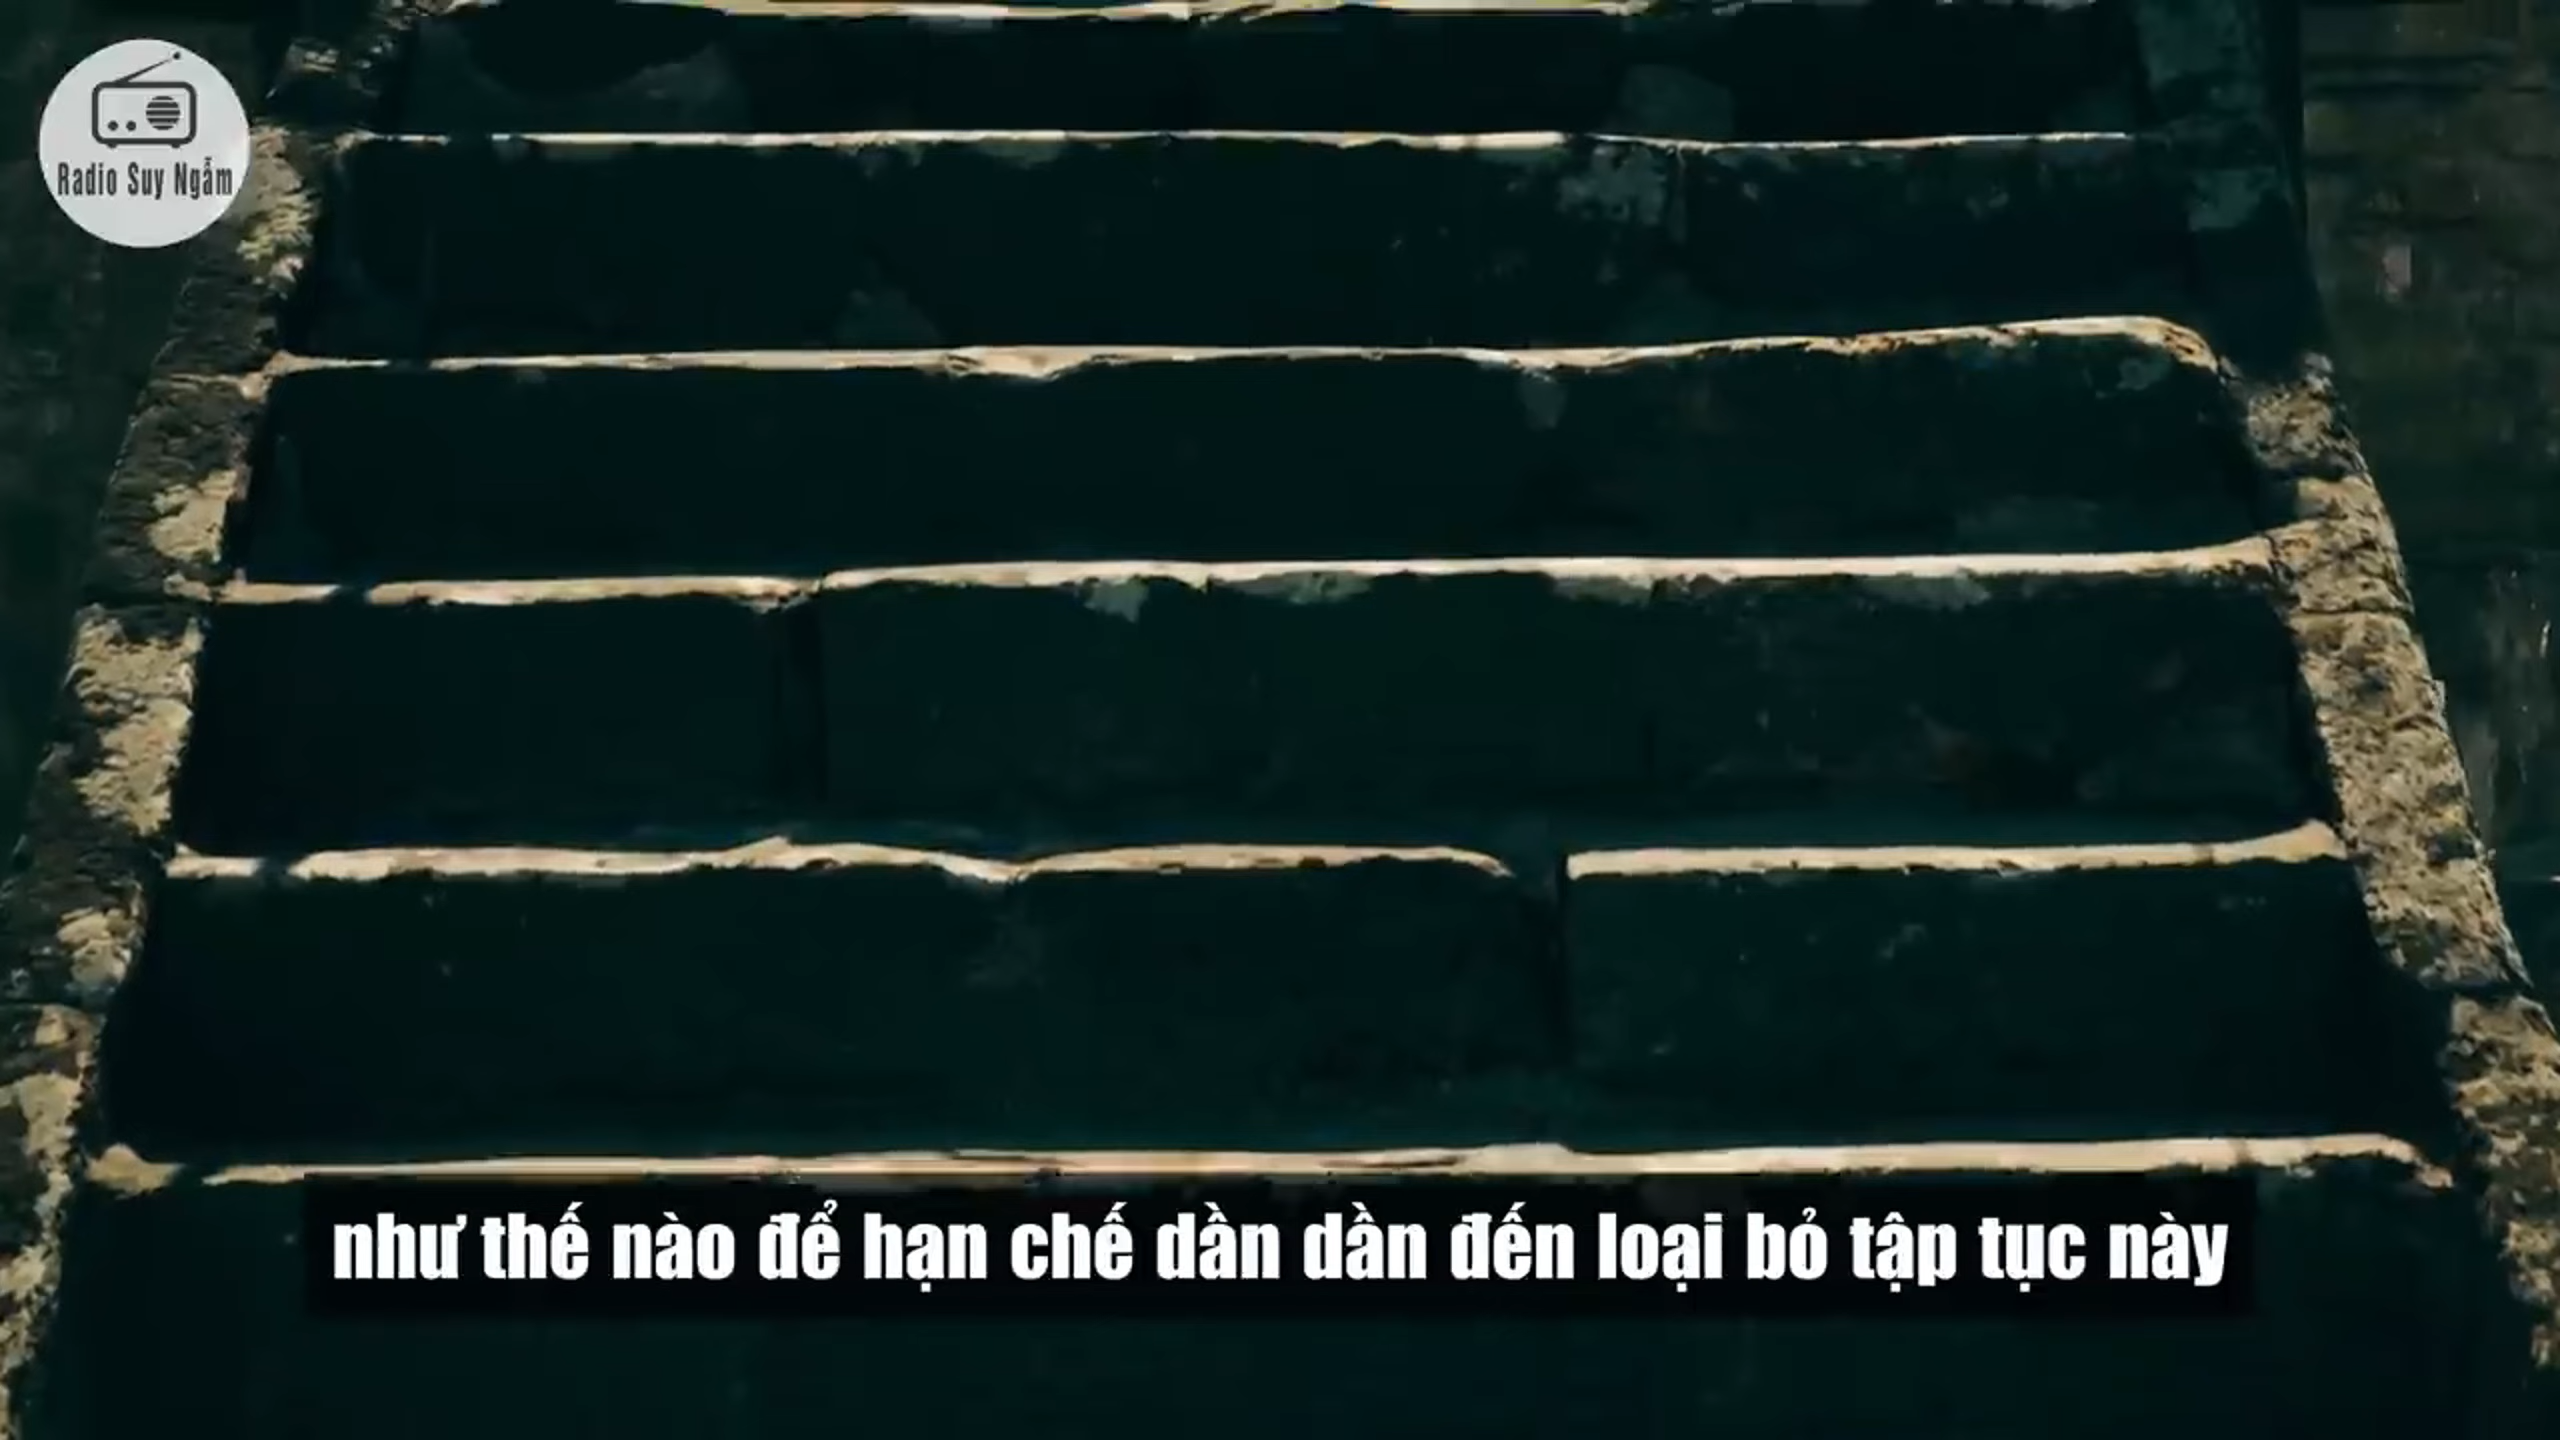 Radio Suy Ngẫm
như thế nào để hạn chế dần dần đến loại bỏ tập tục này